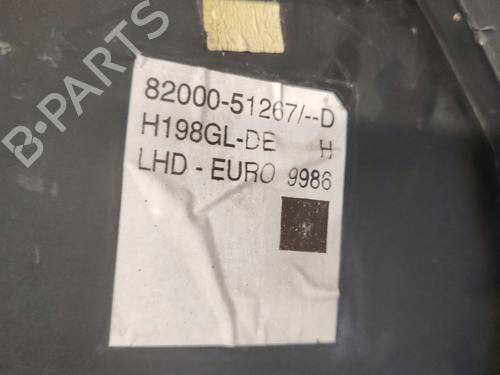 B-PARTS
82000-51267/--D
H198GL-DE H
LHD - EURO 9986